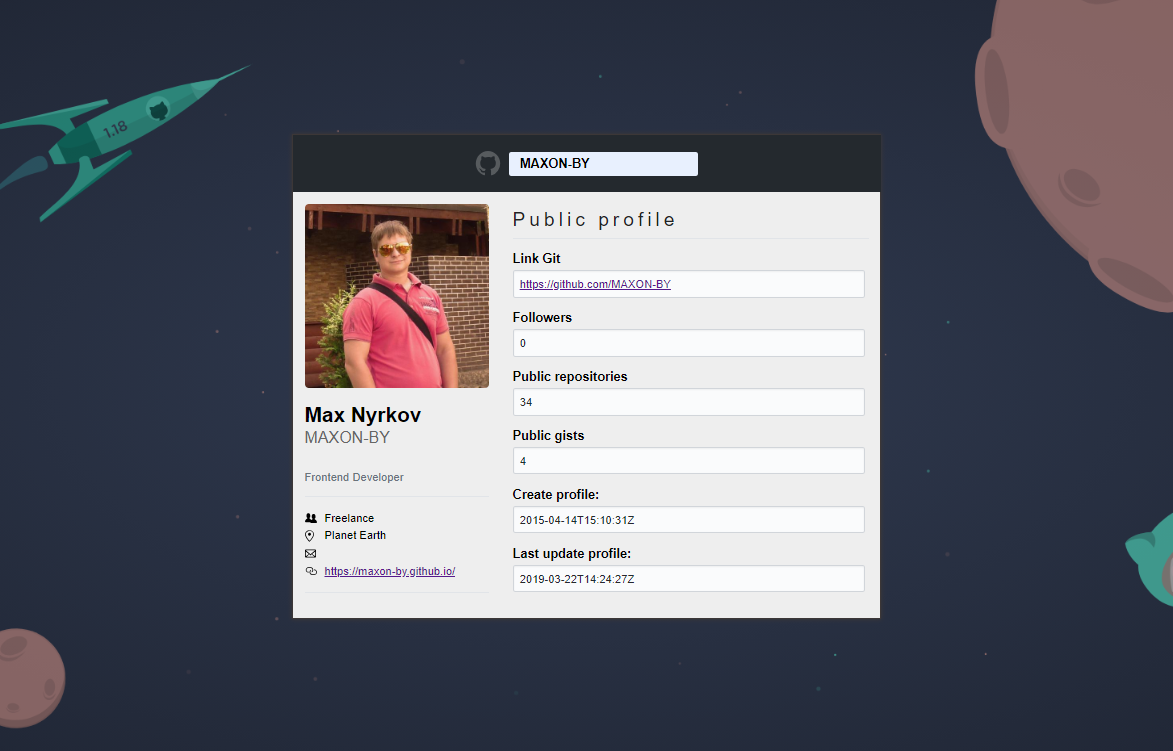 1.18
MAXON-BY
Public profile
Link Git
https://github.com/MAXON-BY
Followers
0
Public repositories
34
Public gists
4
Create profile:
2015-04-14T15:10:31Z
Last update profile:
2019-03-22T14:24:27Z
Max Nyrkov
MAXON-BY
Frontend Developer
Freelance
Planet Earth
https://maxon-by.github.io/